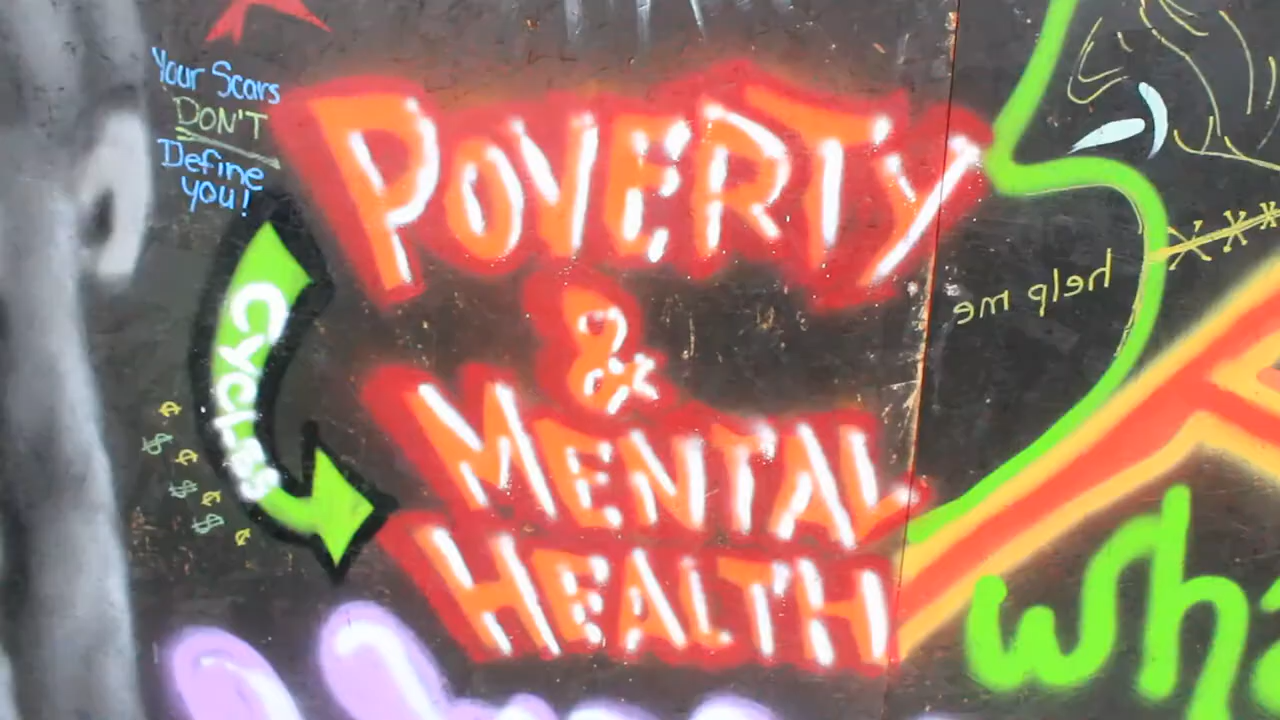 Your Scars
DON'T
Define
you!
POVERTY
&
MENTAL
HEALTH
CYCLES
help me